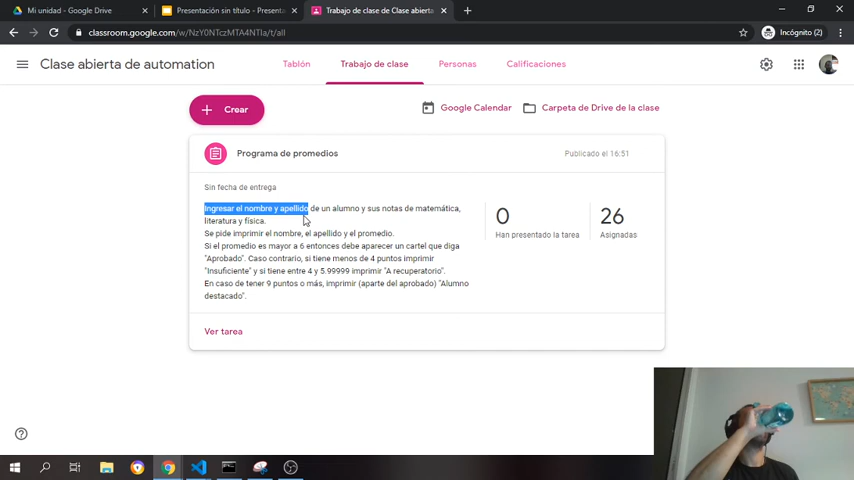 Mi unidad - Google Drive
Presentación sin título - Presenta
Trabajo de clase de Clase abierta
classroom.google.com/w/NzY0NTczMTA4NTIa/t/all
Incógnito (2)
Clase abierta de automation
Tablón
Trabajo de clase
Personas
Calificaciones
Crear
Google Calendar
Carpeta de Drive de la clase
Programa de promedios
Publicado el 16:51
Sin fecha de entrega
Ingresar el nombre y apellido de un alumno y sus notas de matemática,
literatura y física.
Se pide imprimir el nombre, el apellido y el promedio.
Si el promedio es mayor a 6 entonces debe aparecer un cartel que diga
"Aprobado". Caso contrario, si tiene menos de 4 puntos imprimir
"Insuficiente" y si tiene entre 4 y 5.99999 imprimir "A recuperatorio".
En caso de tener 9 puntos o más, imprimir (aparte del aprobado) "Alumno
destacado".
0
Han presentado la tarea
26
Asignadas
Ver tarea